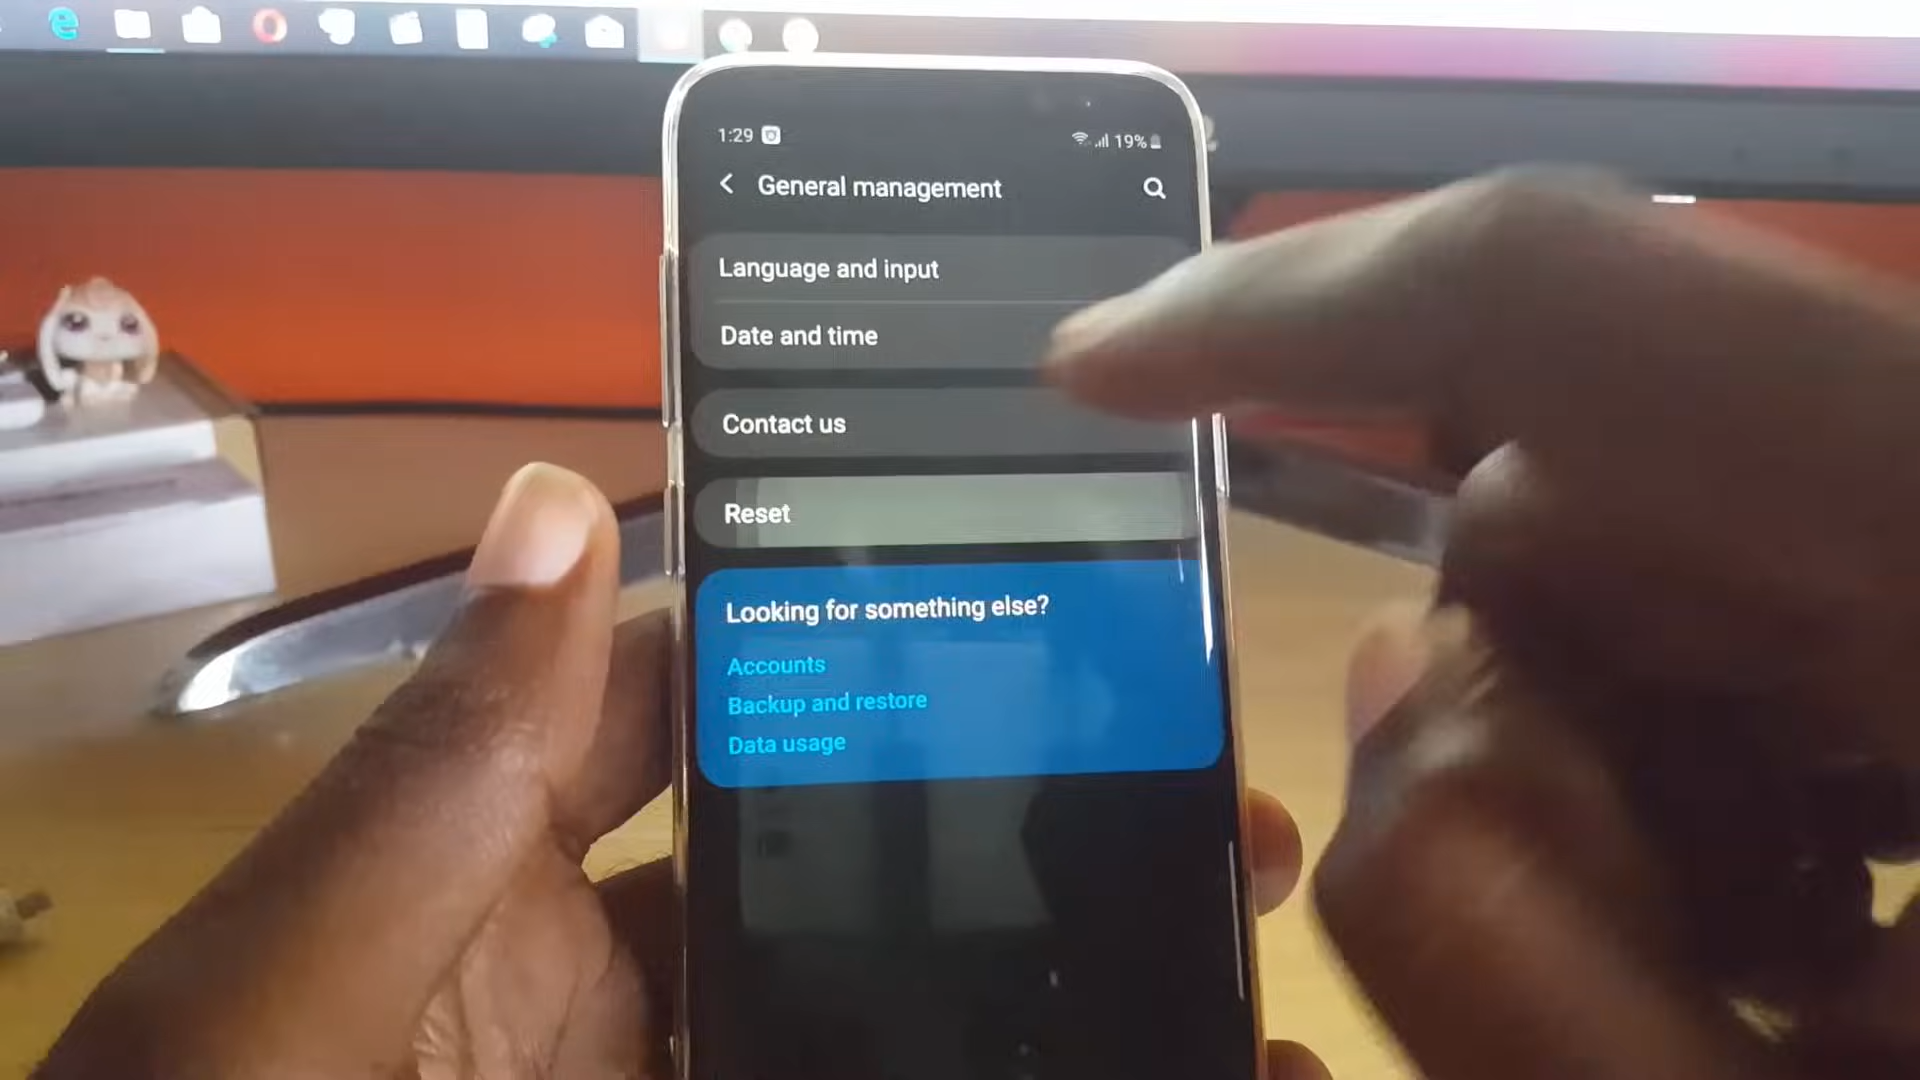 1:29
19%
General management
Language and input
Date and time
Contact us
Reset
Looking for something else?
Accounts
Backup and restore
Data usage